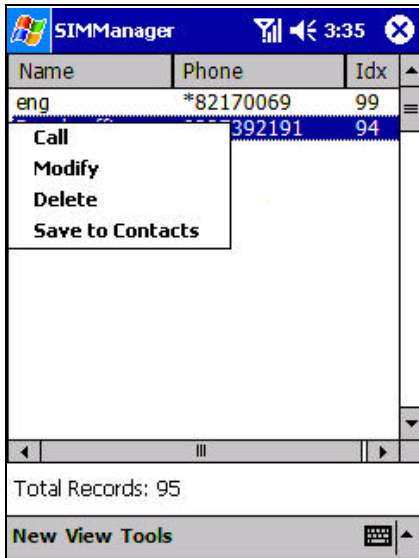 SIMManager 3:35
Name Phone Idx
eng *82170069 99
392191 94
Call
Modify
Delete
Save to Contacts
Total Records: 95
New View Tools